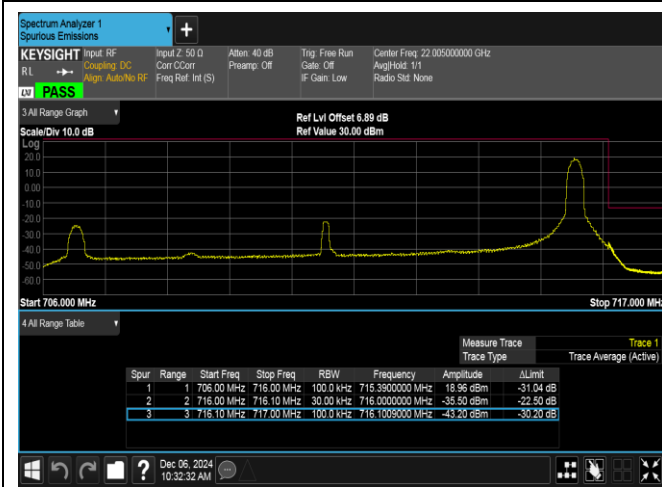 Spectrum Analyzer 1
Spurious Emissions
+
KEYSIGHT Input: RF Input Z: 50 Ω Atten: 40 dB Trig: Free Run Center Freq: 22.005000000 GHz
Coupling: DC Corr CCorr Preamp: Off Gate: Off Avg|Hold: 1/1
RL Align: Auto/No RF Freq Ref: Int (S) IF Gain: Low Radio Std: None
LXI PASS
3 All Range Graph
Ref Lvl Offset 6.89 dB
Scale/Div 10.0 dB Ref Value 30.00 dBm
Log
20.0
10.0
0.00
-10.0
-20.0
-30.0
-40.0
-50.0
-60.0
Start 706.000 MHz Stop 717.000 MHz
4 All Range Table
Measure Trace Trace 1
Trace Type Trace Average (Active)
Spur Range Start Freq Stop Freq RBW Frequency Amplitude ΔLimit
1 1 706.00 MHz 716.00 MHz 100.0 kHz 715.3900000 MHz 18.96 dBm -31.04 dB
2 2 716.00 MHz 716.10 MHz 30.00 kHz 716.0000000 MHz -35.50 dBm -22.50 dB
3 3 716.10 MHz 717.00 MHz 100.0 kHz 716.1009000 MHz -43.20 dBm -30.20 dB
? Dec 06, 2024
10:32:32 AM